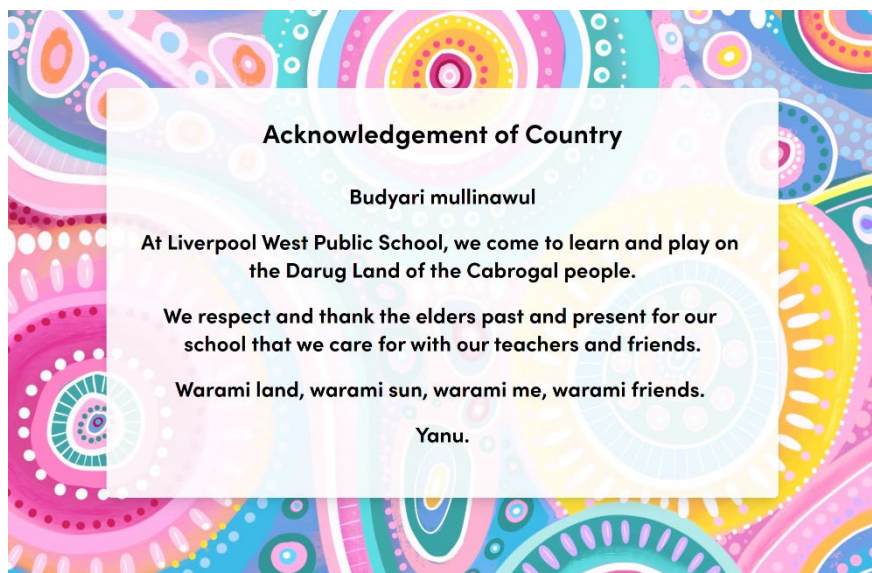 Acknowledgement of Country
Budyari mullinawul
At Liverpool West Public School, we come to learn and play on
the Darug Land of the Cabrogal people.
We respect and thank the elders past and present for our
school that we care for with our teachers and friends.
Warami land, warami sun, warami me, warami friends.
Yanu.